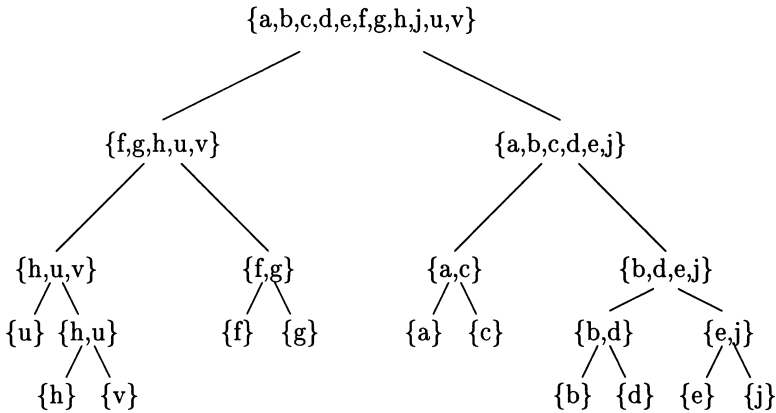 {a,b,c,d,e,f,g,h,j,u,v}
{f,g,h,u,v} {a,b,c,d,e,j}
{h,u,v} {f,g} {a,c} {b,d,e,j}
{u} {h,u} {f} {g} {a} {c} {b,d} {e,j}
{h} {v} {b} {d} {e} {j}